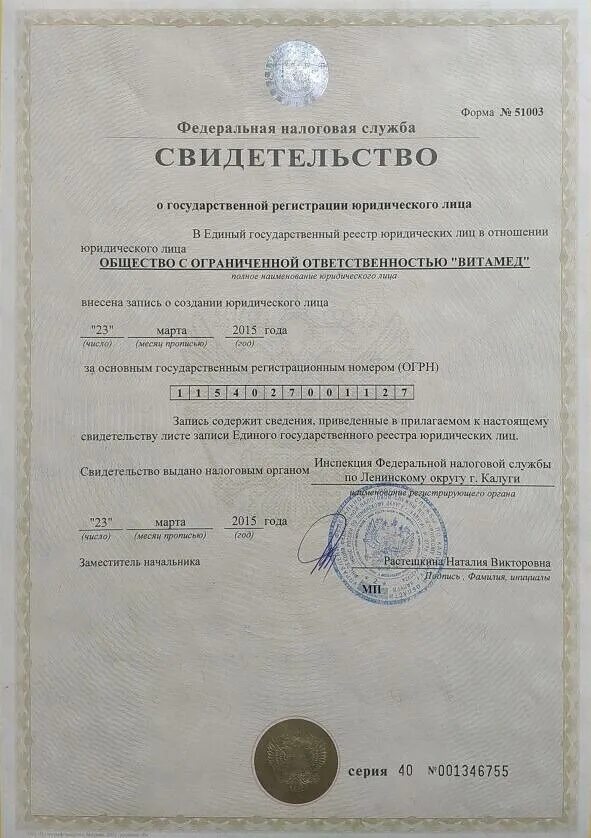 Форма № 51003
Федеральная налоговая служба
СВИДЕТЕЛЬСТВО
о государственной регистрации юридического лица
В Единый государственный реестр юридических лиц в отношении
юридического лица
ОБЩЕСТВО С ОГРАНИЧЕННОЙ ОТВЕТСТВЕННОСТЬЮ "ВИТАМЕД"
полное наименование юридического лица
внесена запись о создании юридического лица
"23" марта 2015 года
(число) (месяц прописью) (год)
за основным государственным регистрационным номером (ОГРН)
1 1 5 4 0 2 7 0 0 1 1 2 7
Запись содержит сведения, приведенные в прилагаемом к настоящему
свидетельству листе записи Единого государственного реестра юридических лиц.
Свидетельство выдано налоговым органом Инспекция Федеральной налоговой службы
по Ленинскому округу г. Калуги
наименование регистрирующего органа
"23" марта 2015 года
(число) (месяц прописью) (год)
Заместитель начальника Растешкина Наталия Викторовна
Подпись, Фамилия, инициалы
МП
серия 40 №001346755